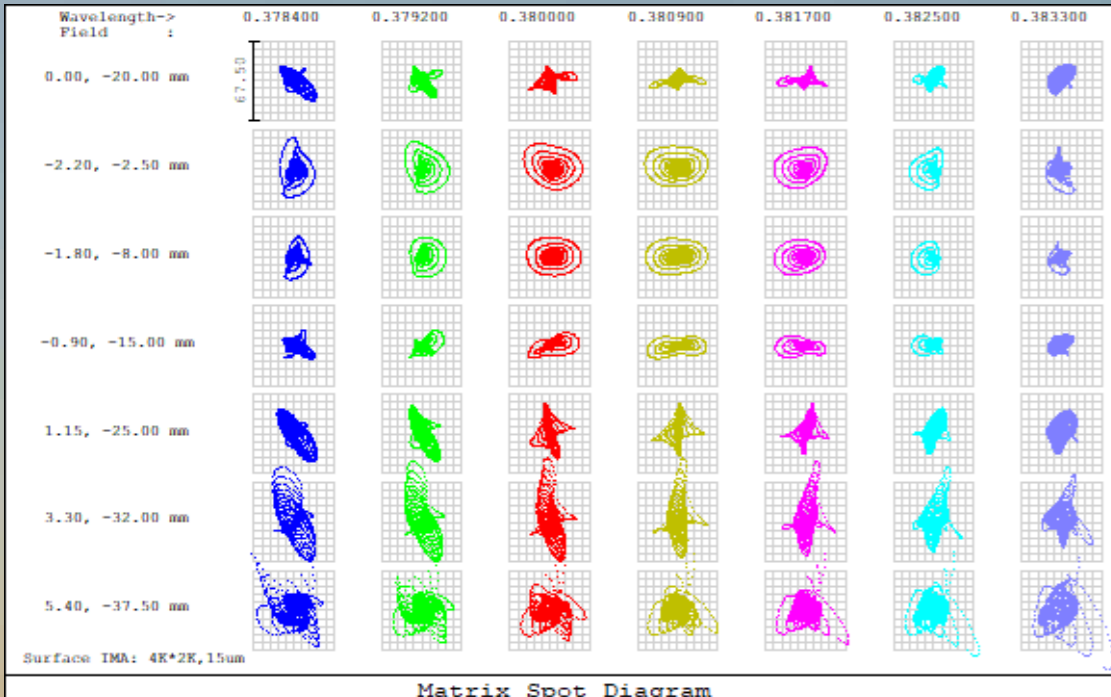 Wavelength-> 0.378400 0.379200 0.380000 0.380900 0.381700 0.382500 0.383300
Field :
67.50
0.00, -20.00 mm
-2.20, -2.50 mm
-1.80, -8.00 mm
-0.90, -15.00 mm
1.15, -25.00 mm
3.30, -32.00 mm
5.40, -37.50 mm
Surface IMA: 4K*2K,15um
Matrix Spot Diagram